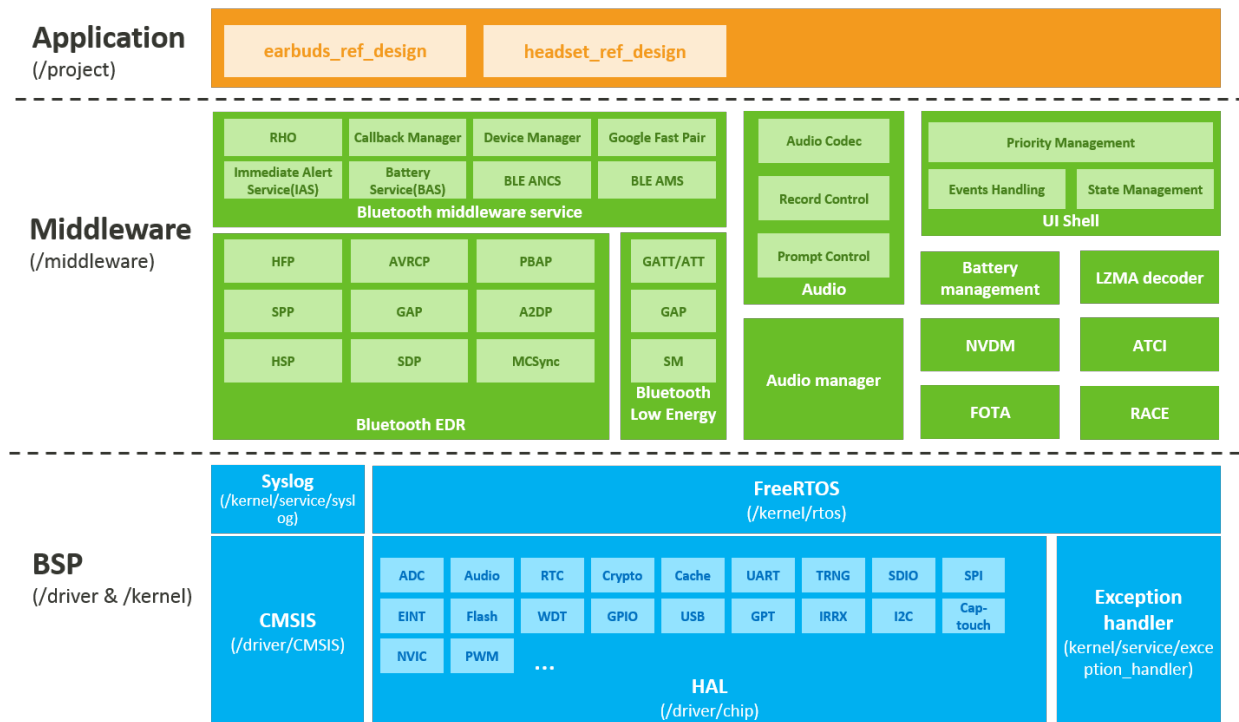 Application
(/project)
earbuds_ref_design
headset_ref_design
Middleware
(/middleware)
RHO
Callback Manager
Device Manager
Google Fast Pair
Immediate Alert
Service(IAS)
Battery
Service(BAS)
BLE ANCS
BLE AMS
Bluetooth middleware service
HFP
AVRCP
PBAP
SPP
GAP
A2DP
HSP
SDP
MCSync
Bluetooth EDR
GATT/ATT
GAP
SM
Bluetooth
Low Energy
Audio Codec
Record Control
Prompt Control
Audio
Audio manager
Priority Management
Events Handling
State Management
UI Shell
Battery
management
LZMA decoder
NVDM
ATCI
FOTA
RACE
BSP
(/driver & /kernel)
Syslog
(/kernel/service/sysl
og)
FreeRTOS
(/kernel/rtos)
CMSIS
(/driver/CMSIS)
ADC
Audio
RTC
Crypto
Cache
UART
TRNG
SDIO
SPI
EINT
Flash
WDT
GPIO
USB
GPT
IRRX
I2C
Cap-
touch
NVIC
PWM
...
HAL
(/driver/chip)
Exception
handler
(kernel/service/exce
ption_handler)